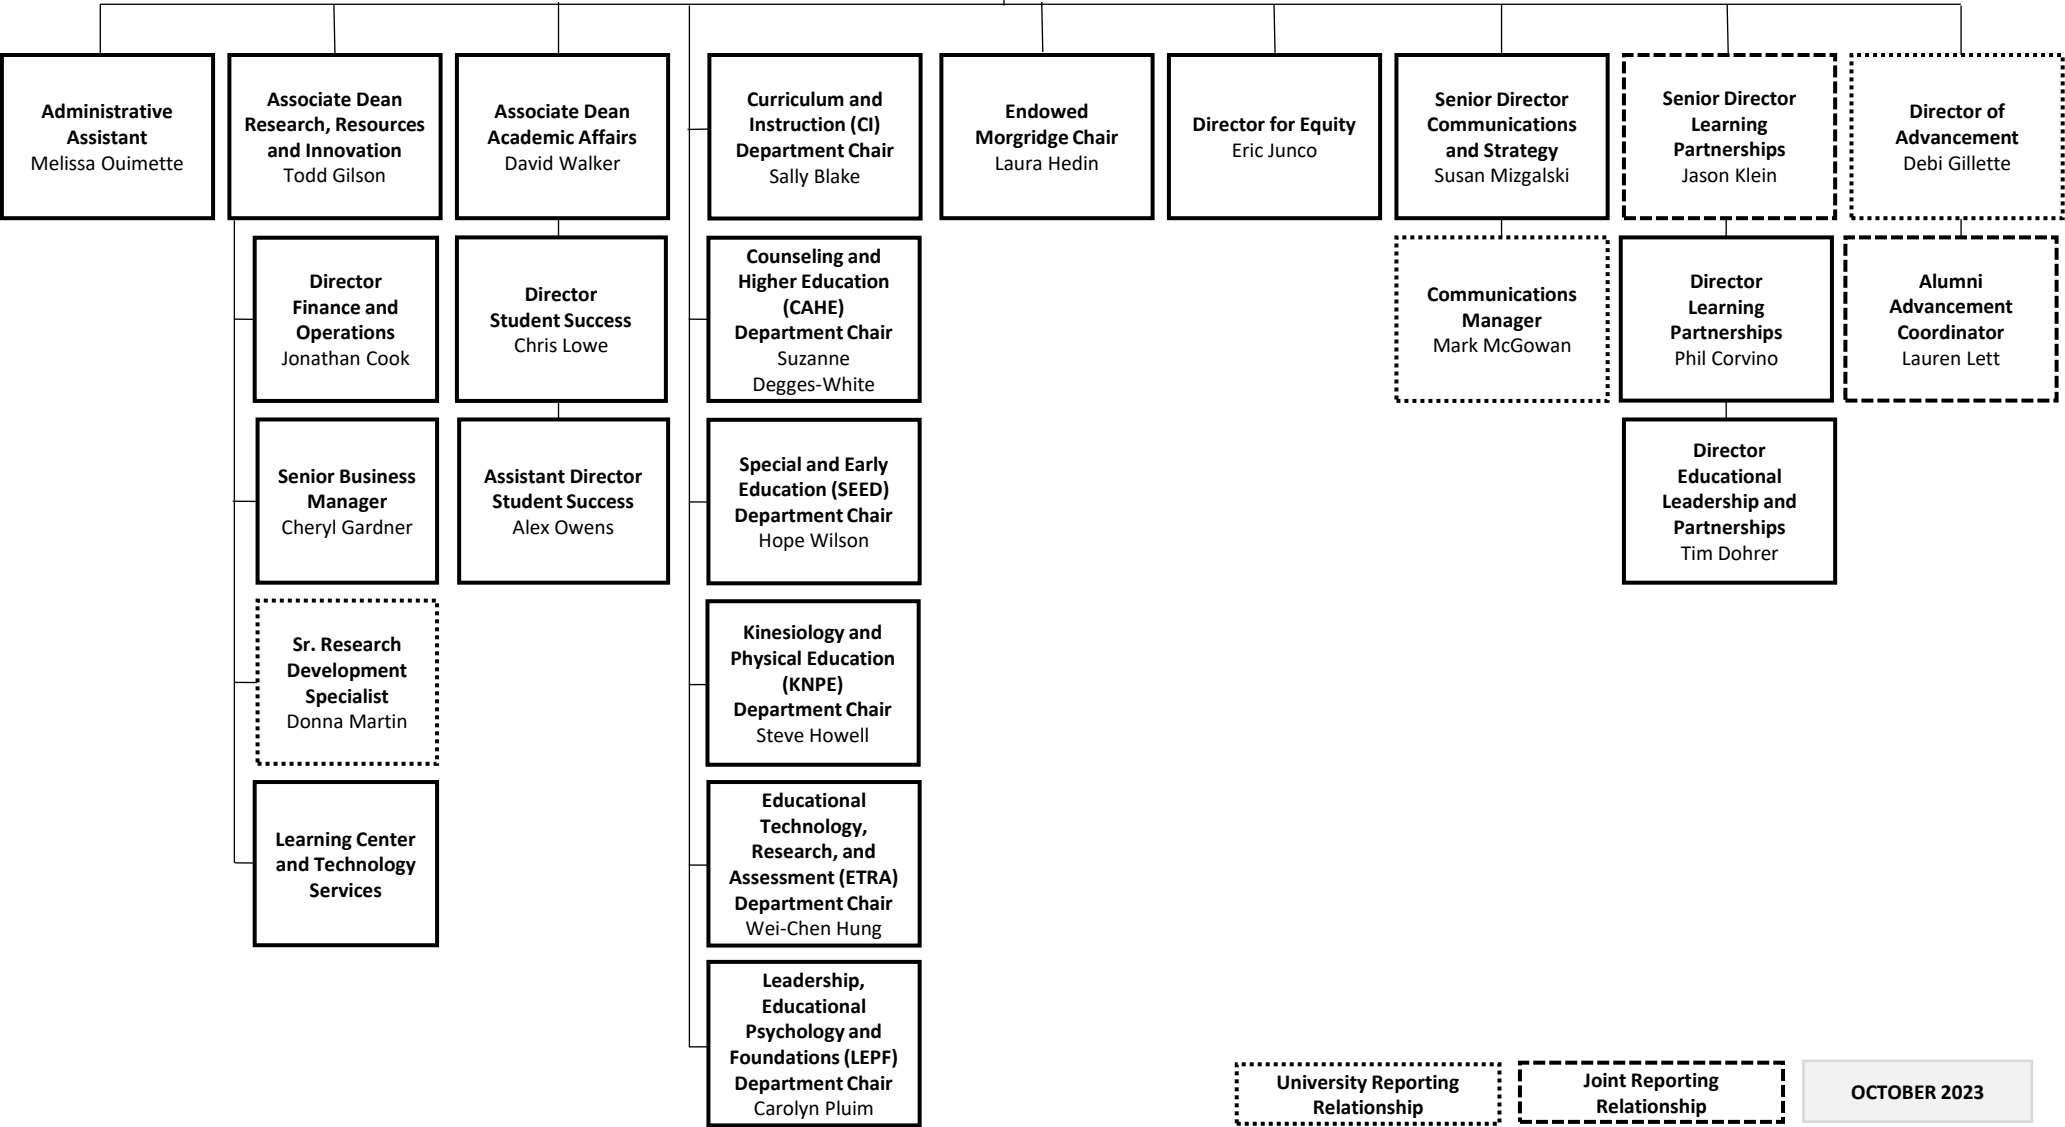 Administrative
Assistant
Melissa Ouimette
Associate Dean
Research, Resources
and Innovation
Todd Gilson
Associate Dean
Academic Affairs
David Walker
Curriculum and
Instruction (CI)
Department Chair
Sally Blake
Endowed
Morgridge Chair
Laura Hedin
Director for Equity
Eric Junco
Senior Director
Communications
and Strategy
Susan Mizgalski
Senior Director
Learning
Partnerships
Jason Klein
Director of
Advancement
Debi Gillette
Director
Finance and
Operations
Jonathan Cook
Director
Student Success
Chris Lowe
Counseling and
Higher Education
(CAHE)
Department Chair
Suzanne
Degges-White
Communications
Manager
Mark McGowan
Director
Learning
Partnerships
Phil Corvino
Alumni
Advancement
Coordinator
Lauren Lett
Senior Business
Manager
Cheryl Gardner
Assistant Director
Student Success
Alex Owens
Special and Early
Education (SEED)
Department Chair
Hope Wilson
Director
Educational
Leadership and
Partnerships
Tim Dohrer
Sr. Research
Development
Specialist
Donna Martin
Kinesiology and
Physical Education
(KNPE)
Department Chair
Steve Howell
Learning Center
and Technology
Services
Educational
Technology,
Research, and
Assessment (ETRA)
Department Chair
Wei-Chen Hung
Leadership,
Educational
Psychology and
Foundations (LEPF)
Department Chair
Carolyn Pluim
University Reporting
Relationship
Joint Reporting
Relationship
OCTOBER 2023